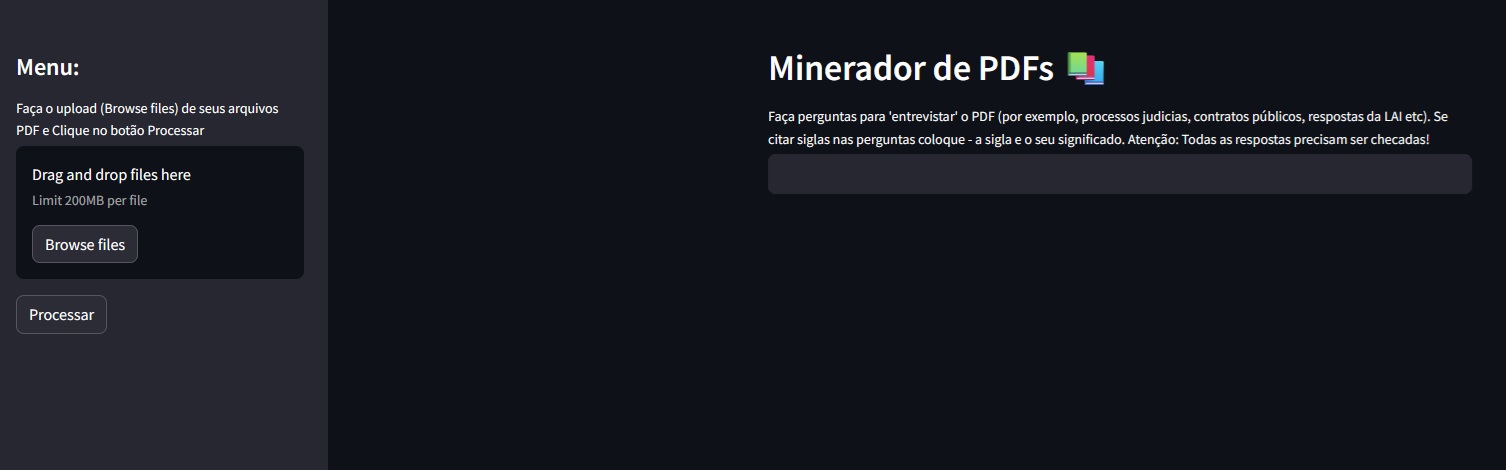 Menu:
Faça o upload (Browse files) de seus arquivos
PDF e Clique no botão Processar
Drag and drop files here
Limit 200MB per file
Browse files
Processar
Minerador de PDFs
Faça perguntas para 'entrevistar' o PDF (por exemplo, processos judicias, contratos públicos, respostas da LAI etc). Se
citar siglas nas perguntas coloque - a sigla e o seu significado. Atenção: Todas as respostas precisam ser checadas!